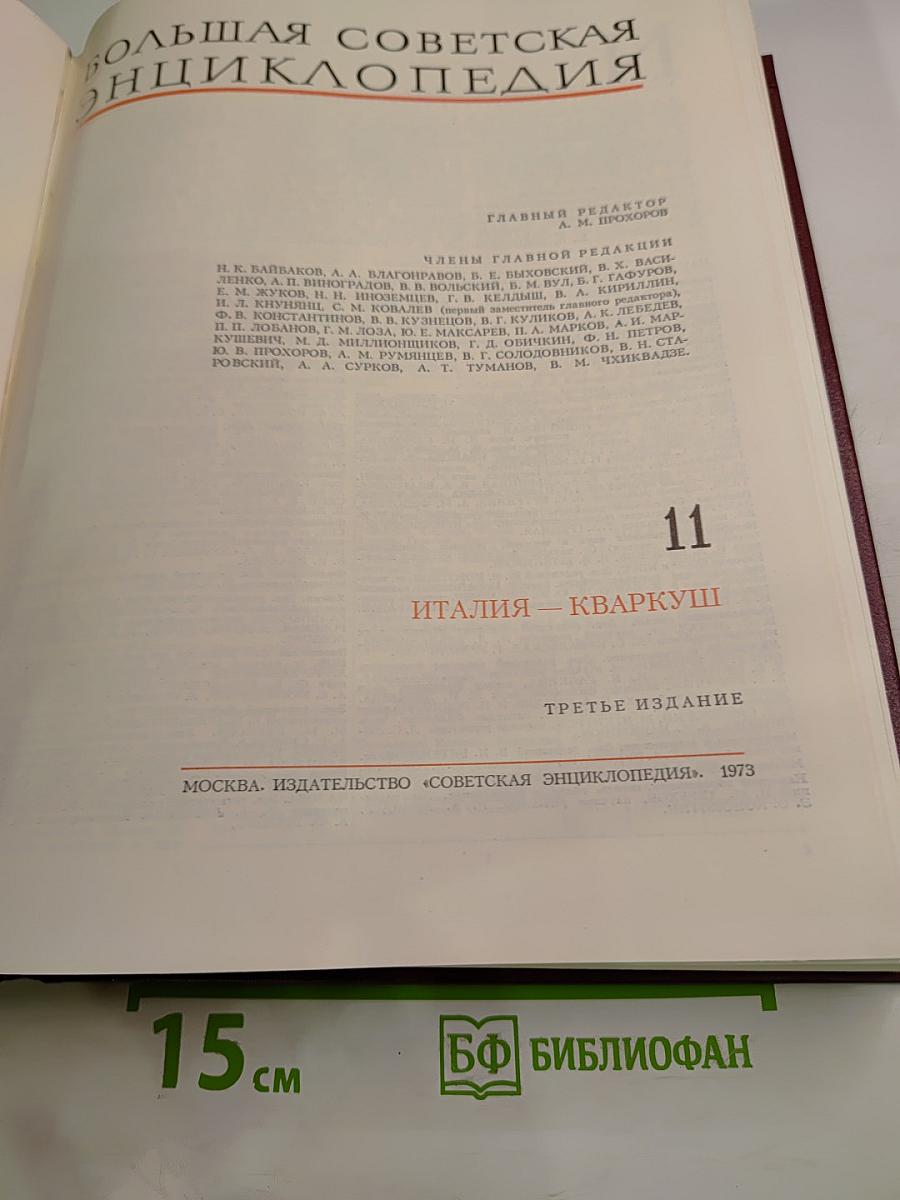 БОЛЬШАЯ СОВЕТСКАЯ
ЭНЦИКЛОПЕДИЯ
ГЛАВНЫЙ РЕДАКТОР
А. М. ПРОХОРОВ
ЧЛЕНЫ ГЛАВНОЙ РЕДАКЦИИ
Н. К. БАЙБАКОВ, А. А. БЛАГОНРАВОВ, Б. Е. БЫХОВСКИЙ, В. Х. ВАСИ-
ЛЕНКО, А. П. ВИНОГРАДОВ, В. В. ВОЛЬСКИЙ, Б. М. ВУЛ, Б. Г. ГАФУРОВ,
Е. М. ЖУКОВ, Н. Н. ИНОЗЕМЦЕВ, Г. В. КЕЛДЫШ, В. А. КИРИЛЛИН,
И. Л. КНУНЯНЦ, С. М. КОВАЛЕВ (первый заместитель главного редактора),
Ф. В. КОНСТАНТИНОВ, В. В. КУЗНЕЦОВ, В. Г. КУЛИКОВ, А. К. ЛЕБЕДЕВ,
П. П. ЛОБАНОВ, Г. М. ЛОЗА, Ю. Е. МАКСАРЕВ, П. А. МАРКОВ, А. И. МАР-
КУШЕВИЧ, М. Д. МИЛЛИОНЩИКОВ, Г. Д. ОБИЧКИН, Ф. Н. ПЕТРОВ,
Ю. В. ПРОХОРОВ, А. М. РУМЯНЦЕВ, В. Г. СОЛОДОВНИКОВ, В. Н. СТА-
РОВСКИЙ, А. А. СУРКОВ, А. Т. ТУМАНОВ, В. М. ЧХИКВАДЗЕ.
11
ИТАЛИЯ — КВАРКУШ
ТРЕТЬЕ ИЗДАНИЕ
МОСКВА. ИЗДАТЕЛЬСТВО «СОВЕТСКАЯ ЭНЦИКЛОПЕДИЯ». 1973
15 см
БФ БИБЛИОФАН